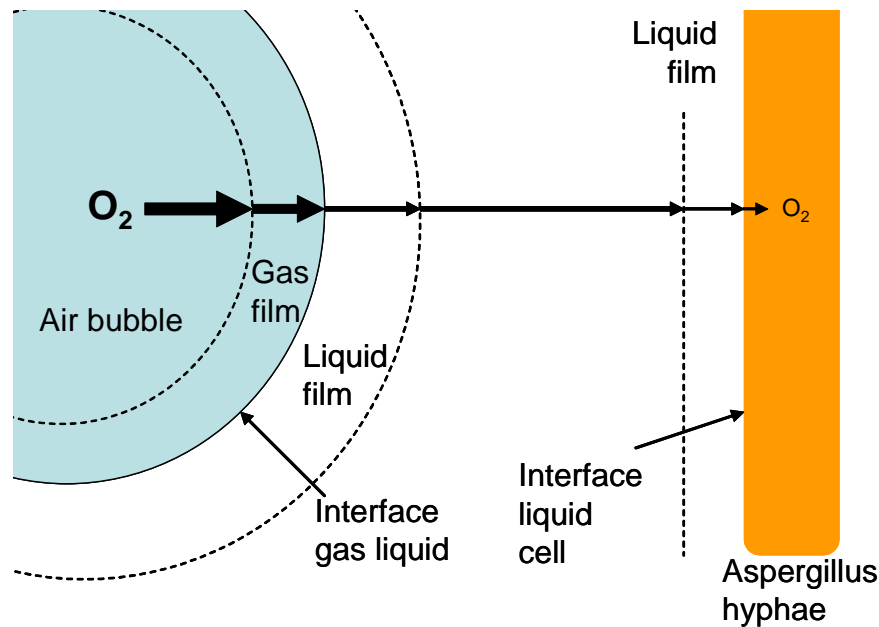 Liquid
film
O₂
O₂
Gas
film
Air bubble
Liquid
film
Interface
gas liquid
Interface
liquid
cell
Aspergillus
hyphae